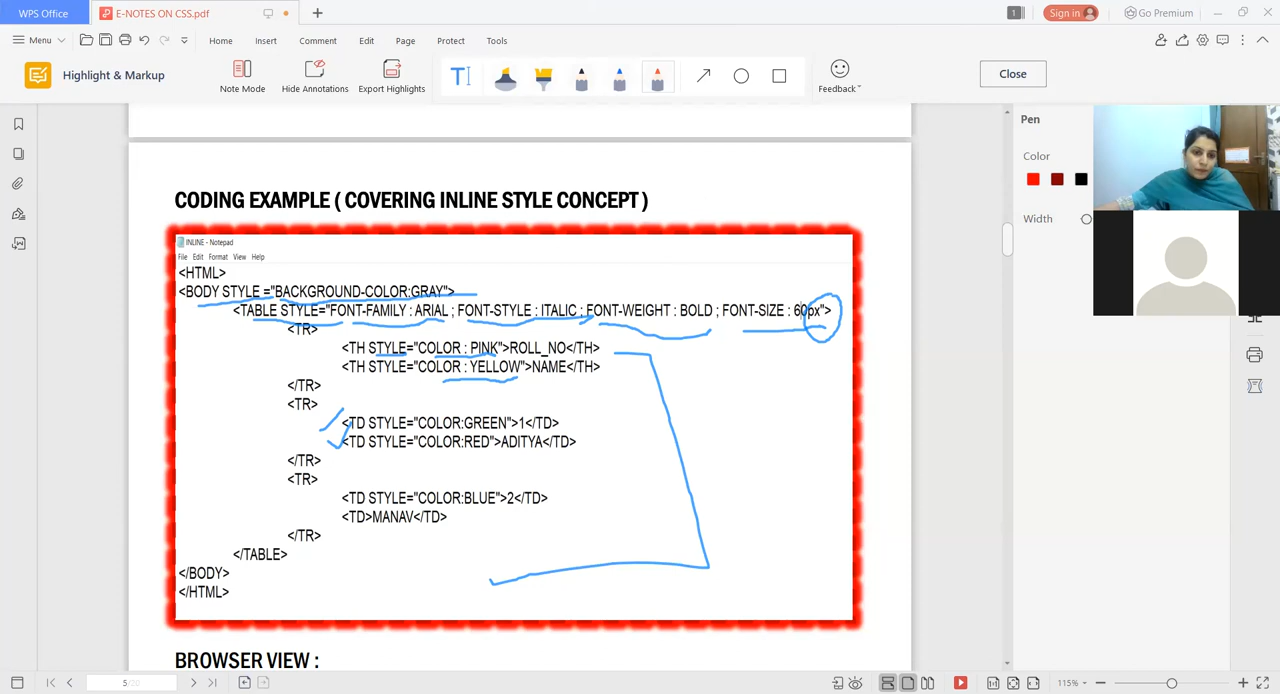 WPS Office
E-NOTES ON CSS.pdf
1
Sign in
Go Premium
Menu
Home
Insert
Comment
Edit
Page
Protect
Tools
Highlight & Markup
Note Mode
Hide Annotations
Export Highlights
Feedback
Close
Pen
Color
Width
CODING EXAMPLE ( COVERING INLINE STYLE CONCEPT )
INLINE - Notepad
File Edit Format View Help
<HTML>
<BODY STYLE ="BACKGROUND-COLOR:GRAY">
<TABLE STYLE="FONT-FAMILY : ARIAL ; FONT-STYLE : ITALIC ; FONT-WEIGHT : BOLD ; FONT-SIZE : 60px">
<TR>
<TH STYLE="COLOR : PINK">ROLL_NO</TH>
<TH STYLE="COLOR : YELLOW">NAME</TH>
</TR>
<TR>
<TD STYLE="COLOR:GREEN">1</TD>
<TD STYLE="COLOR:RED">ADITYA</TD>
</TR>
<TR>
<TD STYLE="COLOR:BLUE">2</TD>
<TD>MANAV</TD>
</TR>
</TABLE>
</BODY>
</HTML>
BROWSER VIEW :
115%